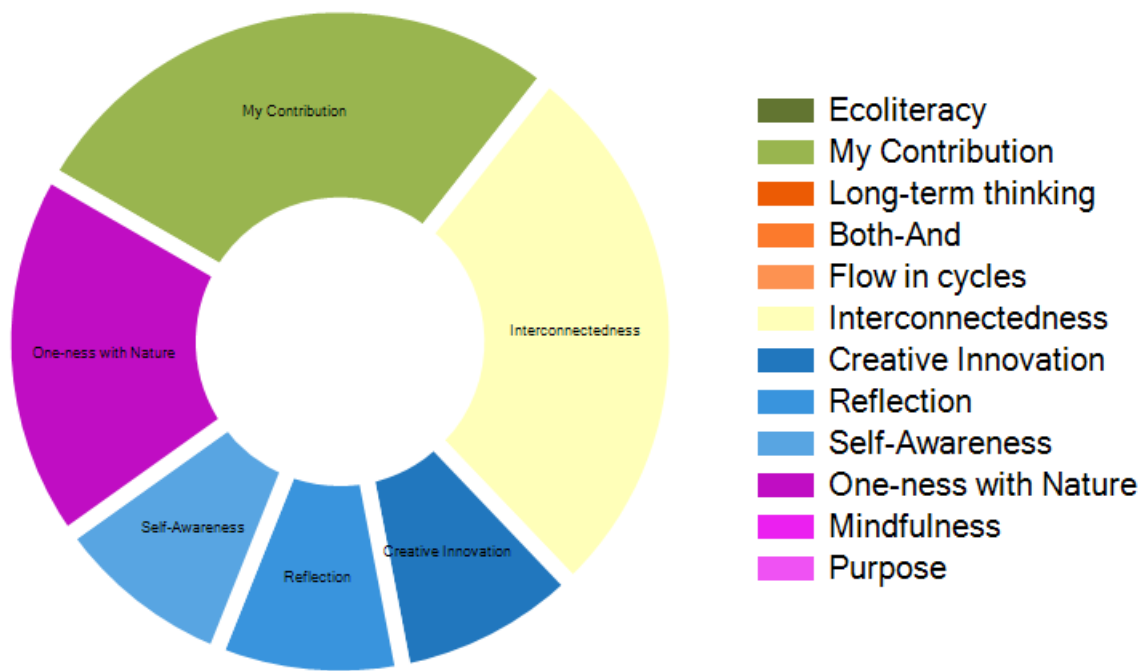 My Contribution
Interconnectedness
One-ness with Nature
Self-Awareness
Creative Innovation
Reflection
Ecoliteracy
My Contribution
Long-term thinking
Both-And
Flow in cycles
Interconnectedness
Creative Innovation
Reflection
Self-Awareness
One-ness with Nature
Mindfulness
Purpose